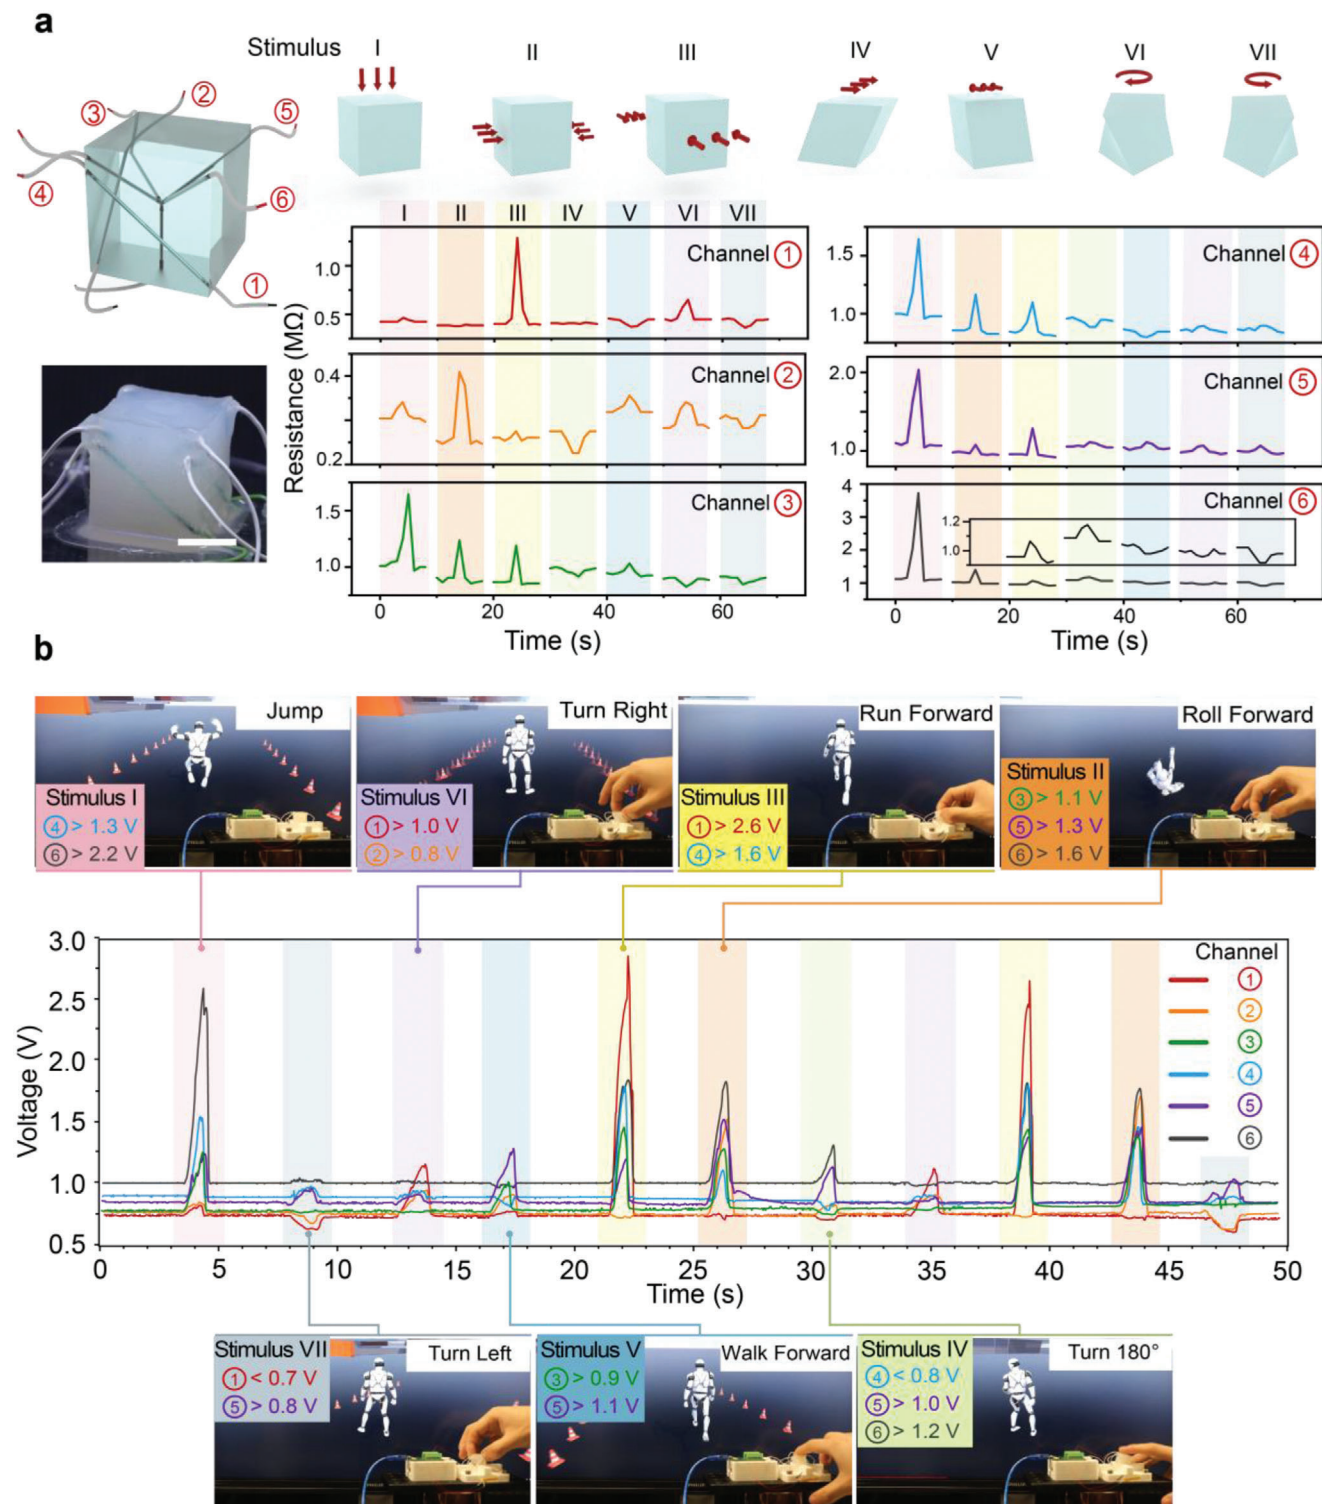 a
Stimulus I II III IV V VI VII
② ③ ⑤ ④ ⑥ ①
I II III IV V VI VII
Channel ①
1.0
0.5
Channel ②
0.4
0.2
Channel ③
1.5
1.0
Resistance (MΩ)
0 20 40 60
Time (s)
Channel ④
1.5
1.0
Channel ⑤
2.0
1.0
Channel ⑥
4
3
2
1
1.2
1.0
0 20 40 60
Time (s)
b
Jump
Stimulus I
④ > 1.3 V
⑥ > 2.2 V
Turn Right
Stimulus VI
① > 1.0 V
② > 0.8 V
Run Forward
Stimulus III
① > 2.6 V
④ > 1.6 V
Roll Forward
Stimulus II
③ > 1.1 V
⑤ > 1.3 V
⑥ > 1.6 V
Voltage (V)
3.0
2.5
2.0
1.5
1.0
0.5
Channel
①
②
③
④
⑤
⑥
0 5 10 15 20 25 30 35 40 45 50
Time (s)
Stimulus VII
① < 0.7 V
⑤ > 0.8 V
Turn Left
Stimulus V
③ > 0.9 V
⑤ > 1.1 V
Walk Forward
Stimulus IV
④ < 0.8 V
⑤ > 1.0 V
⑥ > 1.2 V
Turn 180°